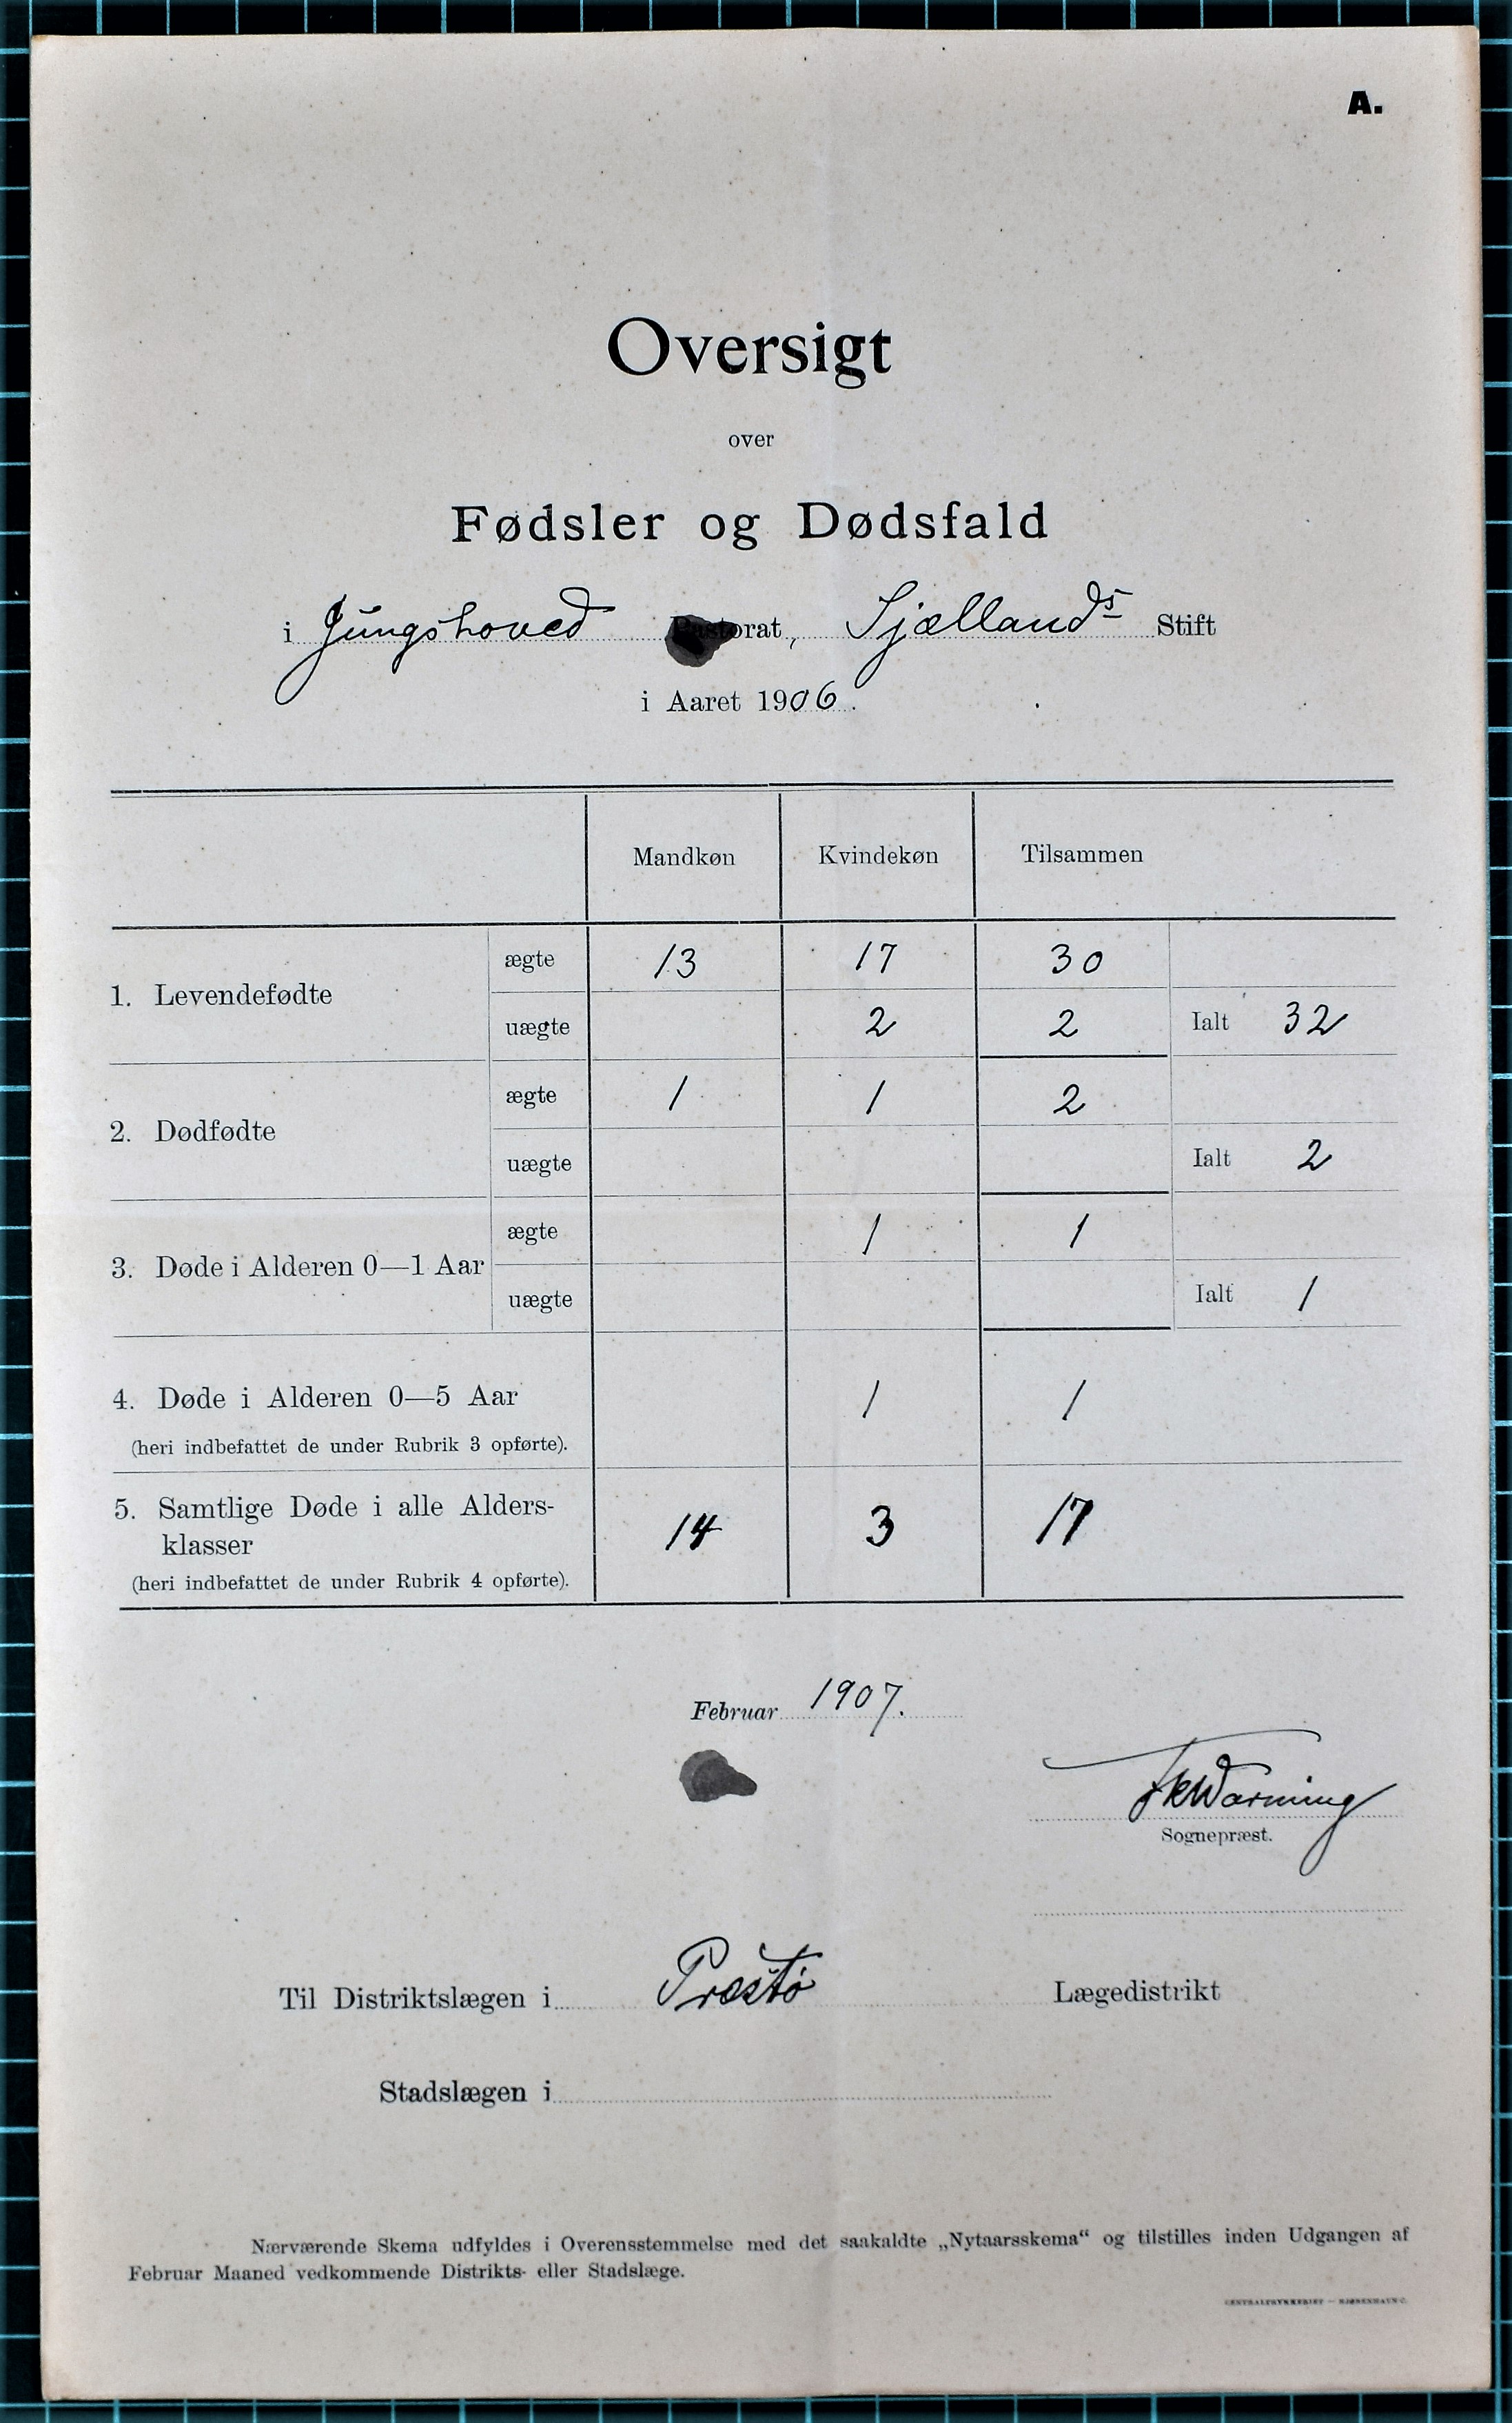 A.
Oversigt
over
Fødsler og Dødsfald
i Jungshoved Pastorat, Sjællands Stift
i Aaret 1906.
Mandkøn Kvindekøn Tilsammen
1. Levendefødte ægte 13 17 30
uægte 2 2 Ialt 32
2. Dødfødte ægte 1 1 2
uægte Ialt 2
3. Døde i Alderen 0—1 Aar ægte 1 1
uægte Ialt 1
4. Døde i Alderen 0—5 Aar 1 1
(heri indbefattet de under Rubrik 3 opførte).
5. Samtlige Døde i alle Alders-
klasser 14 3 17
(heri indbefattet de under Rubrik 4 opførte).
Februar 1907.
Warming
Sognepræst.
Til Distriktslægen i Præstø Lægedistrikt
Stadslægen i
Nærværende Skema udfyldes i Overensstemmelse med det saakaldte „Nytaarsskema“ og tilstilles inden Udgangen af
Februar Maaned vedkommende Distrikts- eller Stadslæge.
CENTRALTRYKKERIET — KJØBENHAVN C.